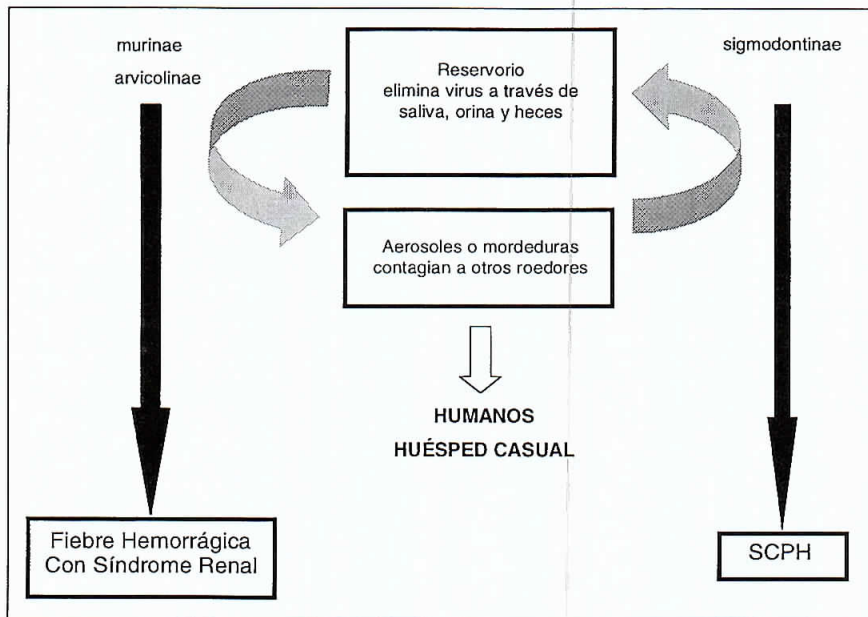 murinae
arvicolinae
Reservorio
elimina virus a través de
saliva, orina y heces
sigmodontinae
Aerosoles o mordeduras
contagian a otros roedores
HUMANOS
HUÉSPED CASUAL
Fiebre Hemorrágica
Con Síndrome Renal
SCPH